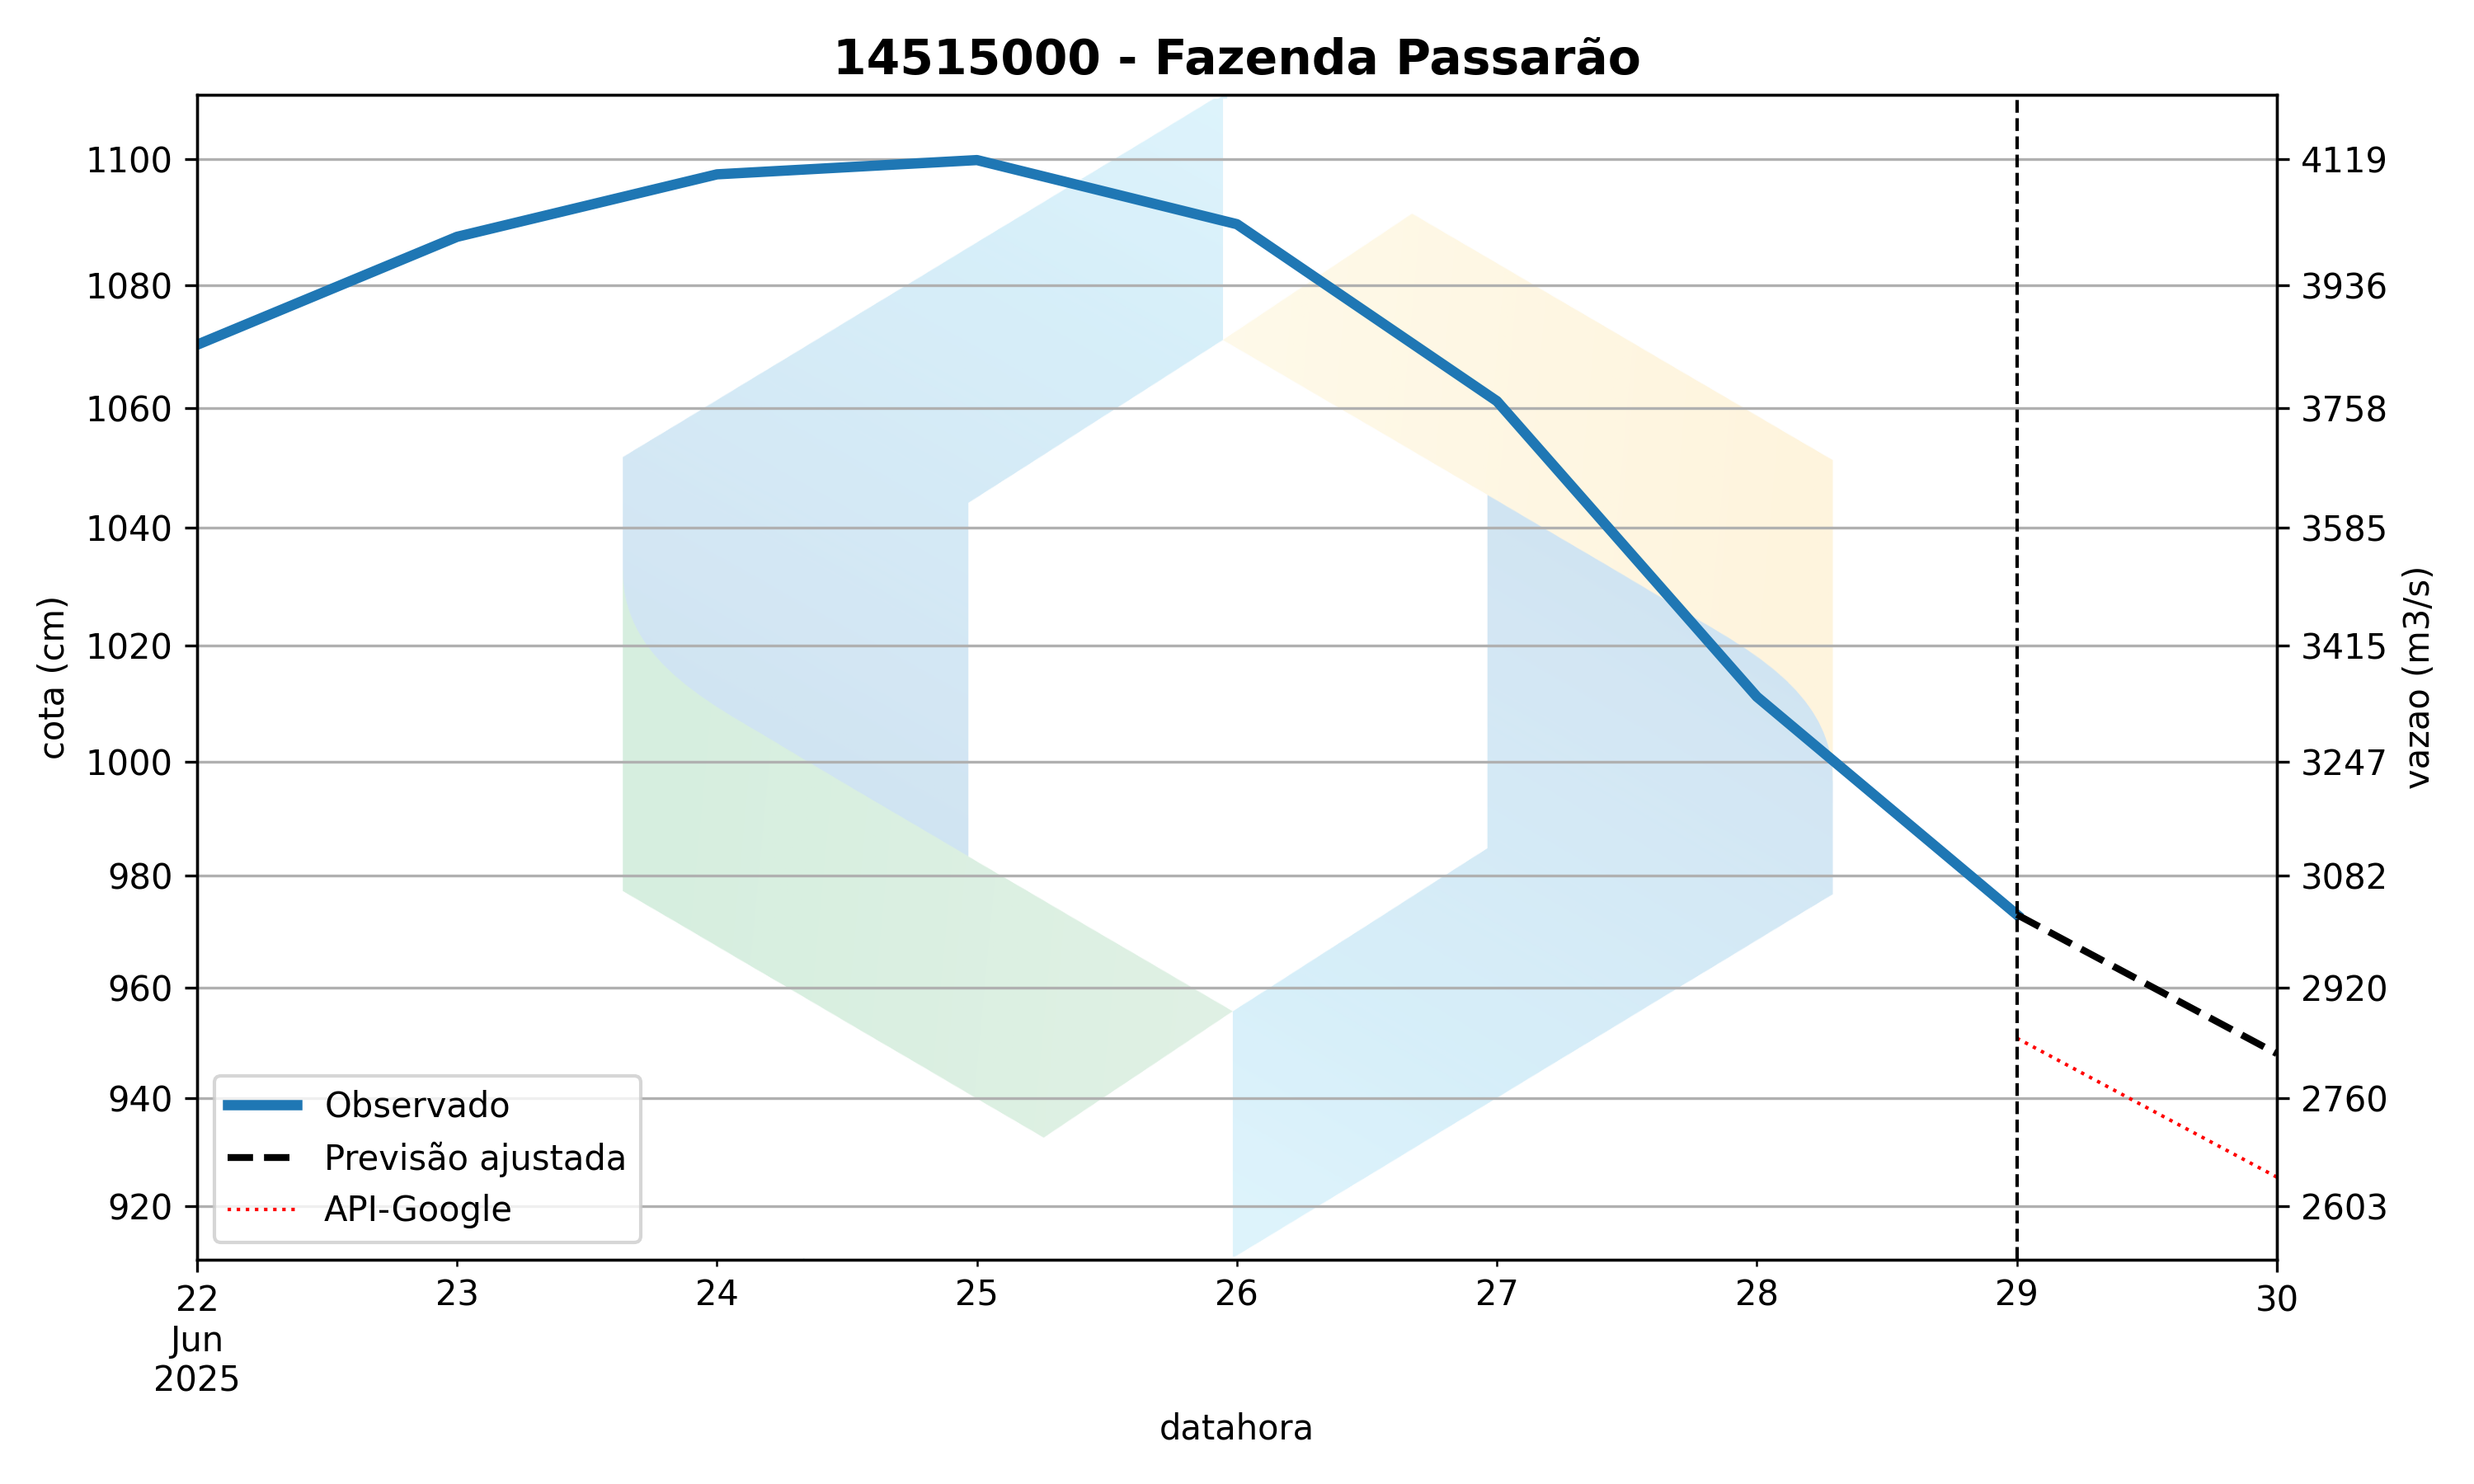 14515000 - Fazenda Passarão
1100
1080
1060
1040
1020
1000
980
960
940
920
cota (cm)
4119
3936
3758
3585
3415
3247
3082
2920
2760
2603
vazao (m3/s)
Observado
Previsão ajustada
API-Google
22 23 24 25 26 27 28 29 30
Jun
2025
datahora